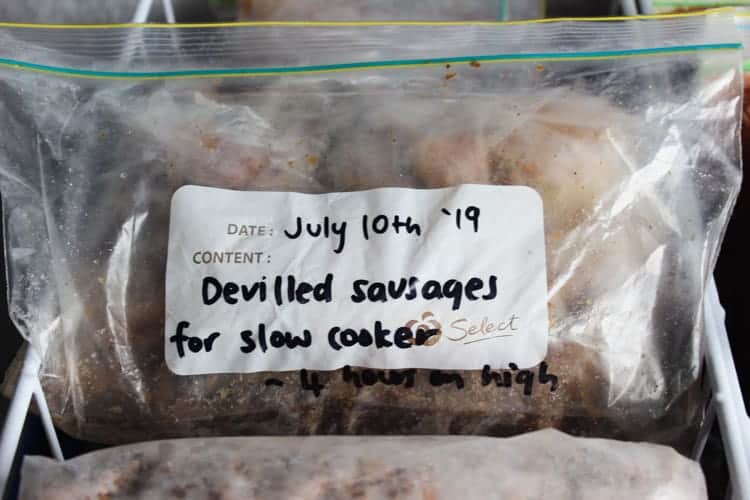 DATE: July 10th '19
CONTENT:
Devilled sausages
for slow cooker
Select
- 4 hours on high